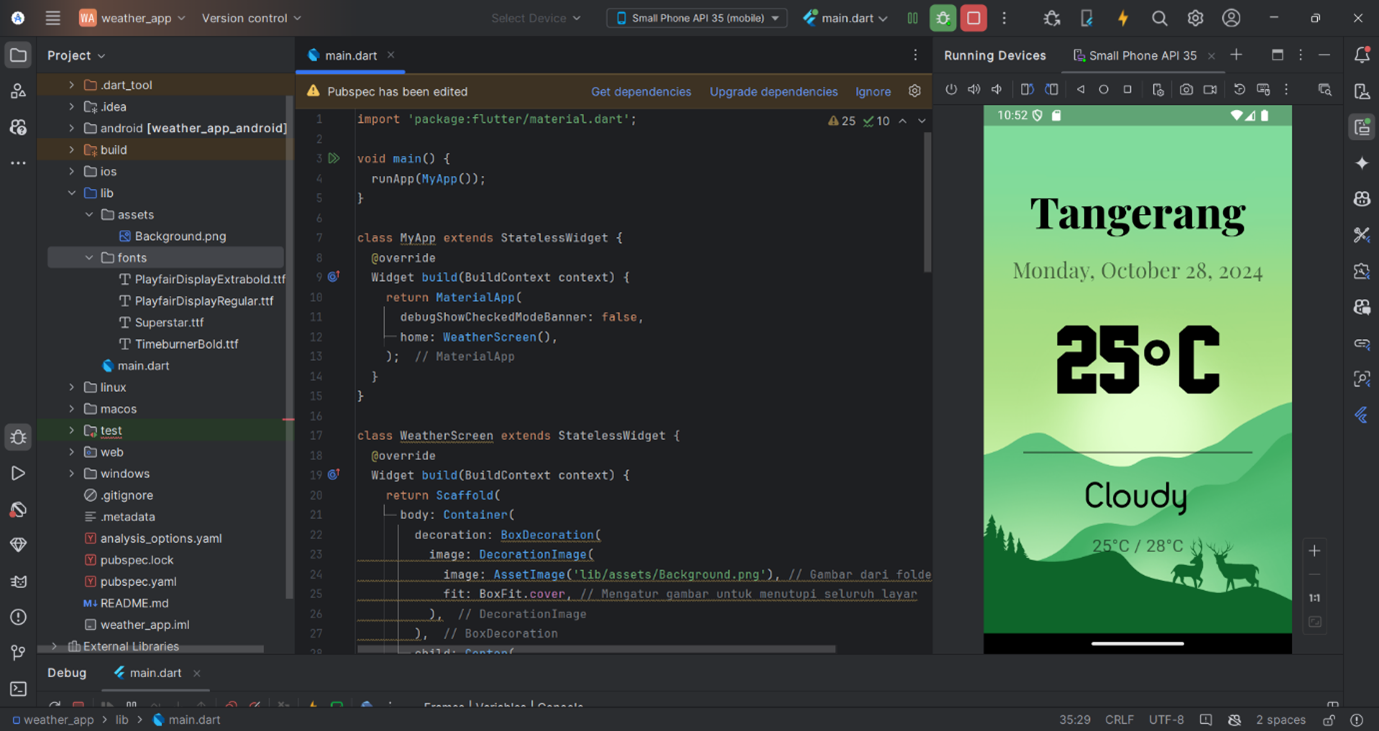 WA weather_app Version control Select Device Small Phone API 35 (mobile) main.dart
Project
.dart_tool
.idea
android [weather_app_android]
build
ios
lib
assets
Background.png
fonts
PlayfairDisplayExtrabold.ttf
PlayfairDisplayRegular.ttf
Superstar.ttf
TimeburnerBold.ttf
main.dart
linux
macos
test
web
windows
.gitignore
.metadata
analysis_options.yaml
pubspec.lock
pubspec.yaml
README.md
weather_app.iml
External Libraries
main.dart
Pubspec has been edited Get dependencies Upgrade dependencies Ignore
25 10
1 import 'package:flutter/material.dart';
2
3 void main() {
4 runApp(MyApp());
5 }
6
7 class MyApp extends StatelessWidget {
8 @override
9 Widget build(BuildContext context) {
10 return MaterialApp(
11 debugShowCheckedModeBanner: false,
12 home: WeatherScreen(),
13 ); // MaterialApp
14 }
15 }
16
17 class WeatherScreen extends StatelessWidget {
18 @override
19 Widget build(BuildContext context) {
20 return Scaffold(
21 body: Container(
22 decoration: BoxDecoration(
23 image: DecorationImage(
24 image: AssetImage('lib/assets/Background.png'), // Gambar dari folde
25 fit: BoxFit.cover, // Mengatur gambar untuk menutupi seluruh layar
26 ), // DecorationImage
27 ), // BoxDecoration
Running Devices Small Phone API 35
10:52
Tangerang
Monday, October 28, 2024
25°C
Cloudy
25°C / 28°C
1:1
Debug main.dart
weather_app > lib > main.dart 35:29 CRLF UTF-8 2 spaces